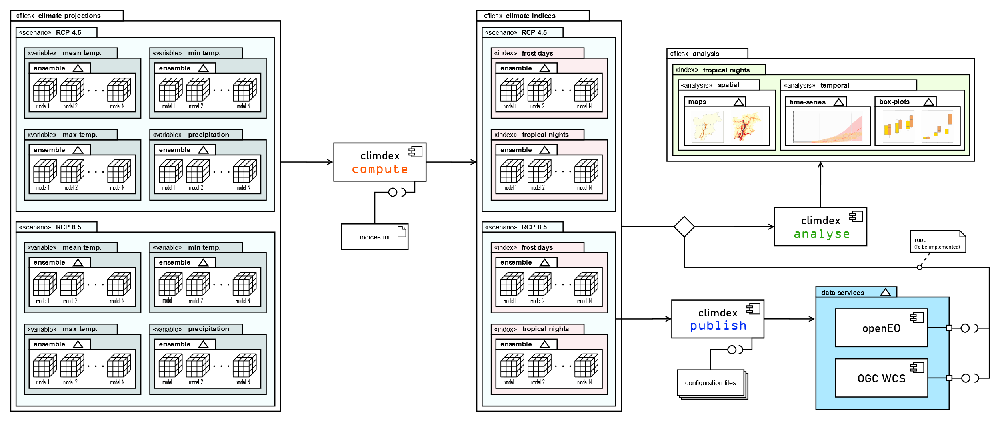 «files» climate projections
«scenario» RCP 4.5
«variable» mean temp.
ensemble
model 1
model 2
model N
«variable» min temp.
ensemble
model 1
model 2
model N
«variable» max temp.
ensemble
model 1
model 2
model N
«variable» precipitation
ensemble
model 1
model 2
model N
«scenario» RCP 8.5
«variable» mean temp.
ensemble
model 1
model 2
model N
«variable» min temp.
ensemble
model 1
model 2
model N
«variable» max temp.
ensemble
model 1
model 2
model N
«variable» precipitation
ensemble
model 1
model 2
model N
climdex
compute
indices.ini
«files» climate indices
«scenario» RCP 4.5
«index» frost days
ensemble
model 1
model 2
model N
«index» tropical nights
ensemble
model 1
model 2
model N
«scenario» RCP 8.5
«index» frost days
ensemble
model 1
model 2
model N
«index» tropical nights
ensemble
model 1
model 2
model N
«files» analysis
«index» tropical nights
«analysis» spatial
maps
«analysis» temporal
time-series
box-plots
climdex
analyse
TODO
(To be implemented)
climdex
publish
configuration files
data services
openEO
OGC WCS